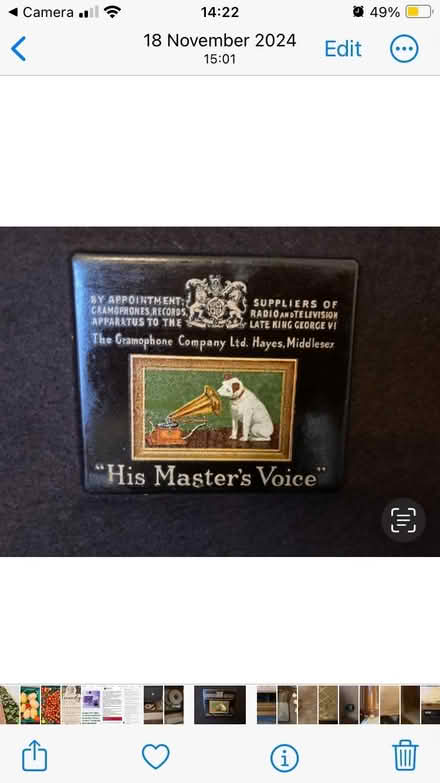 Camera
14:22
49%
18 November 2024
15:01
Edit
BY APPOINTMENT: SUPPLIERS OF
GRAMOPHONES, RECORDS, RADIO AND TELEVISION
APPARATUS TO THE LATE KING GEORGE VI
The Gramophone Company Ltd. Hayes, Middlesex
"His Master's Voice"